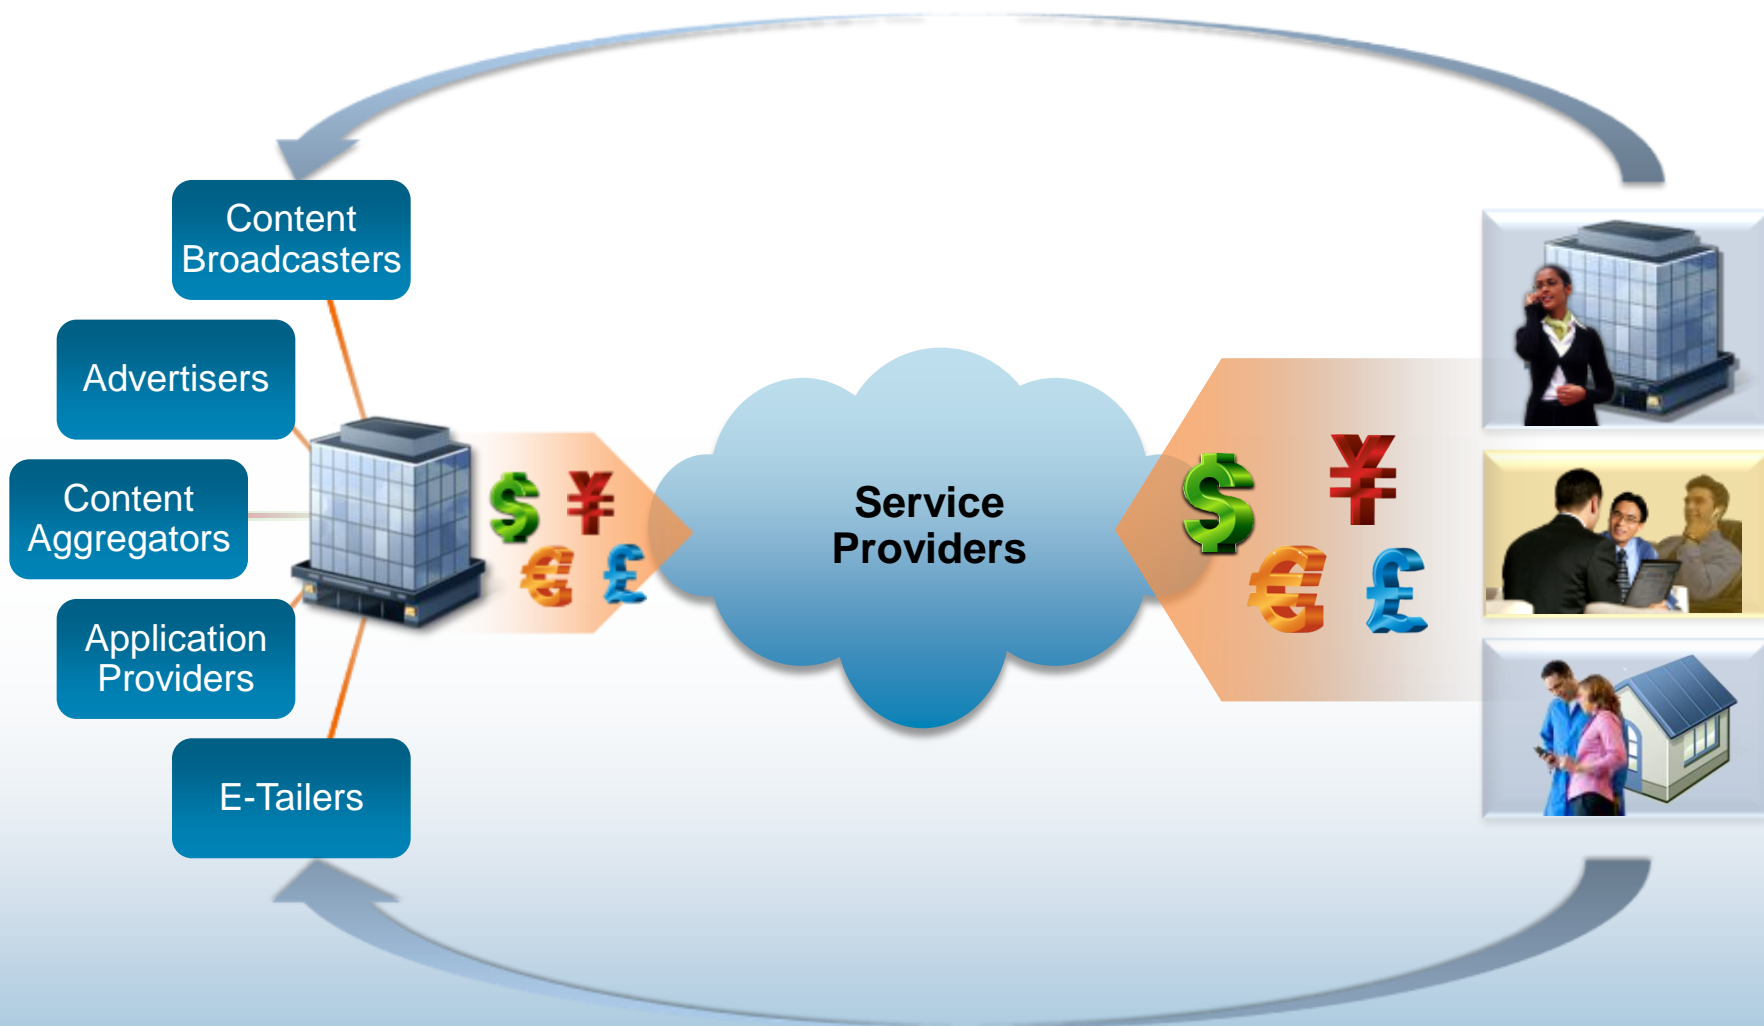 Content
Broadcasters
Advertisers
Content
Aggregators
Application
Providers
E-Tailers
$ ¥
€ £
Service
Providers
$ ¥
€ £